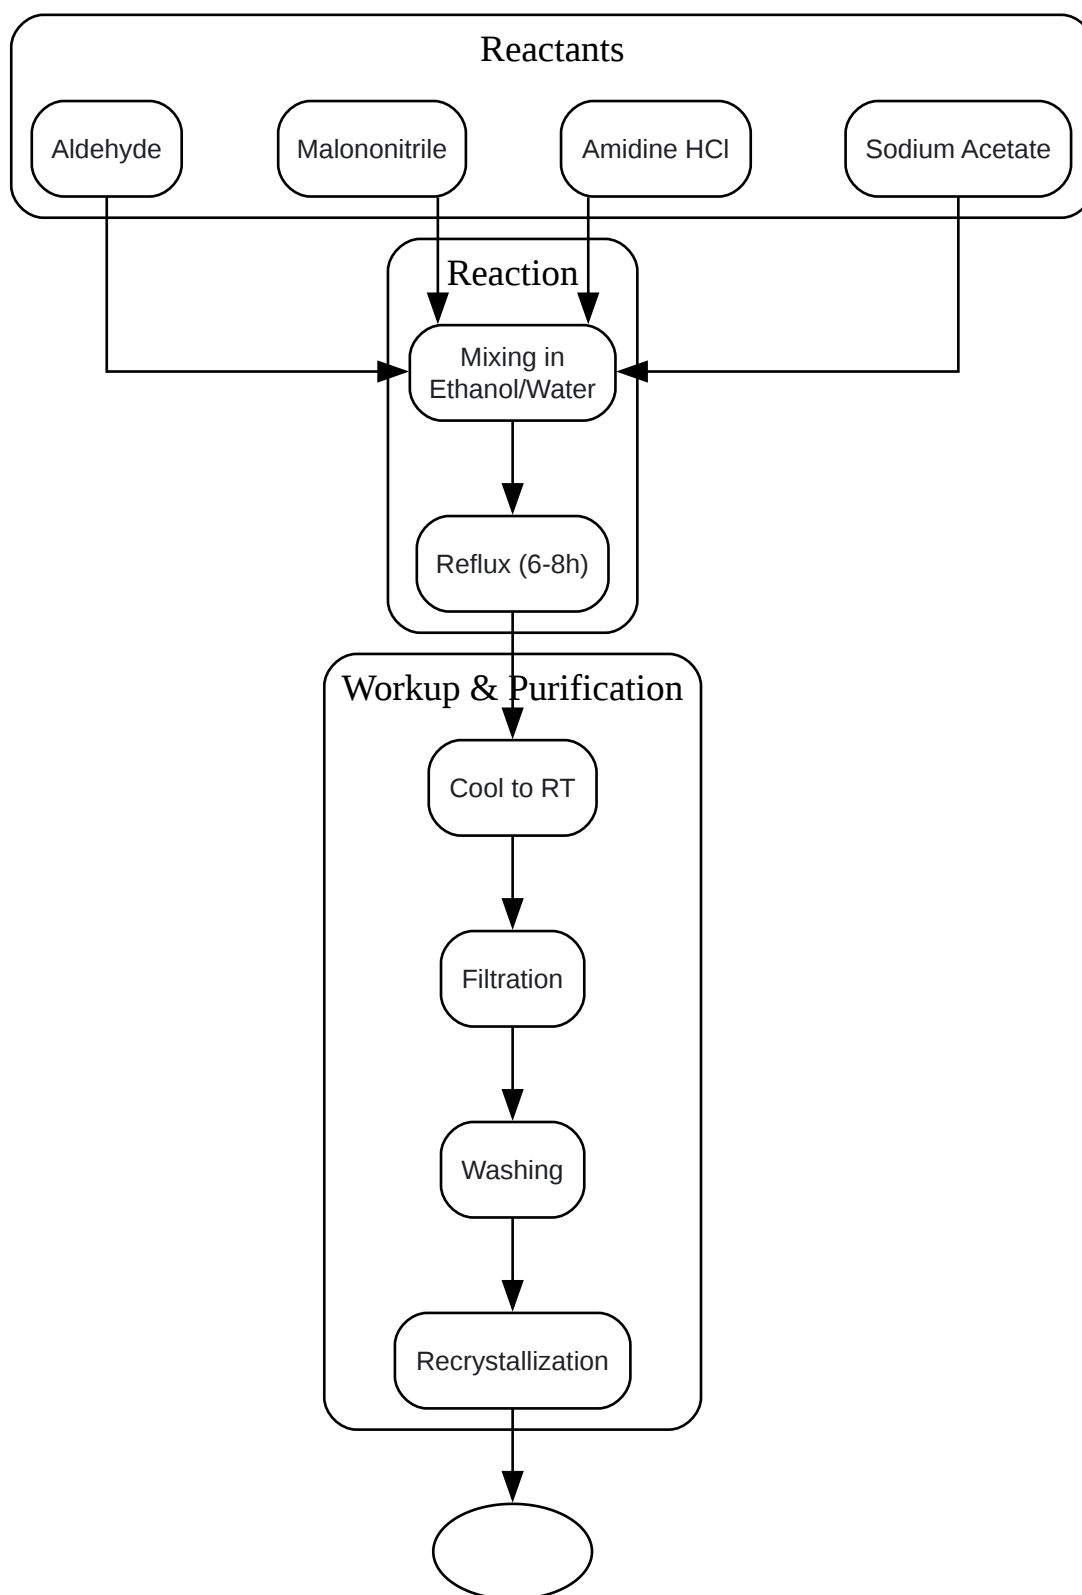 Reactants
Aldehyde
Malononitrile
Amidine HCl
Sodium Acetate
Reaction
Mixing in
Ethanol/Water
Reflux (6-8h)
Workup & Purification
Cool to RT
Filtration
Washing
Recrystallization